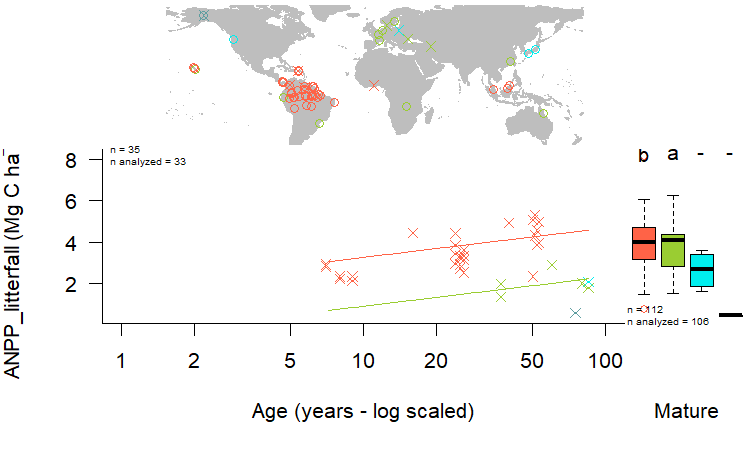 n = 35
n analyzed = 33
ANPP_litterfall (Mg C ha
8
6
4
2
1 2 5 10 20 50 100
Age (years - log scaled)
b a - -
n = 112
n analyzed = 106
Mature